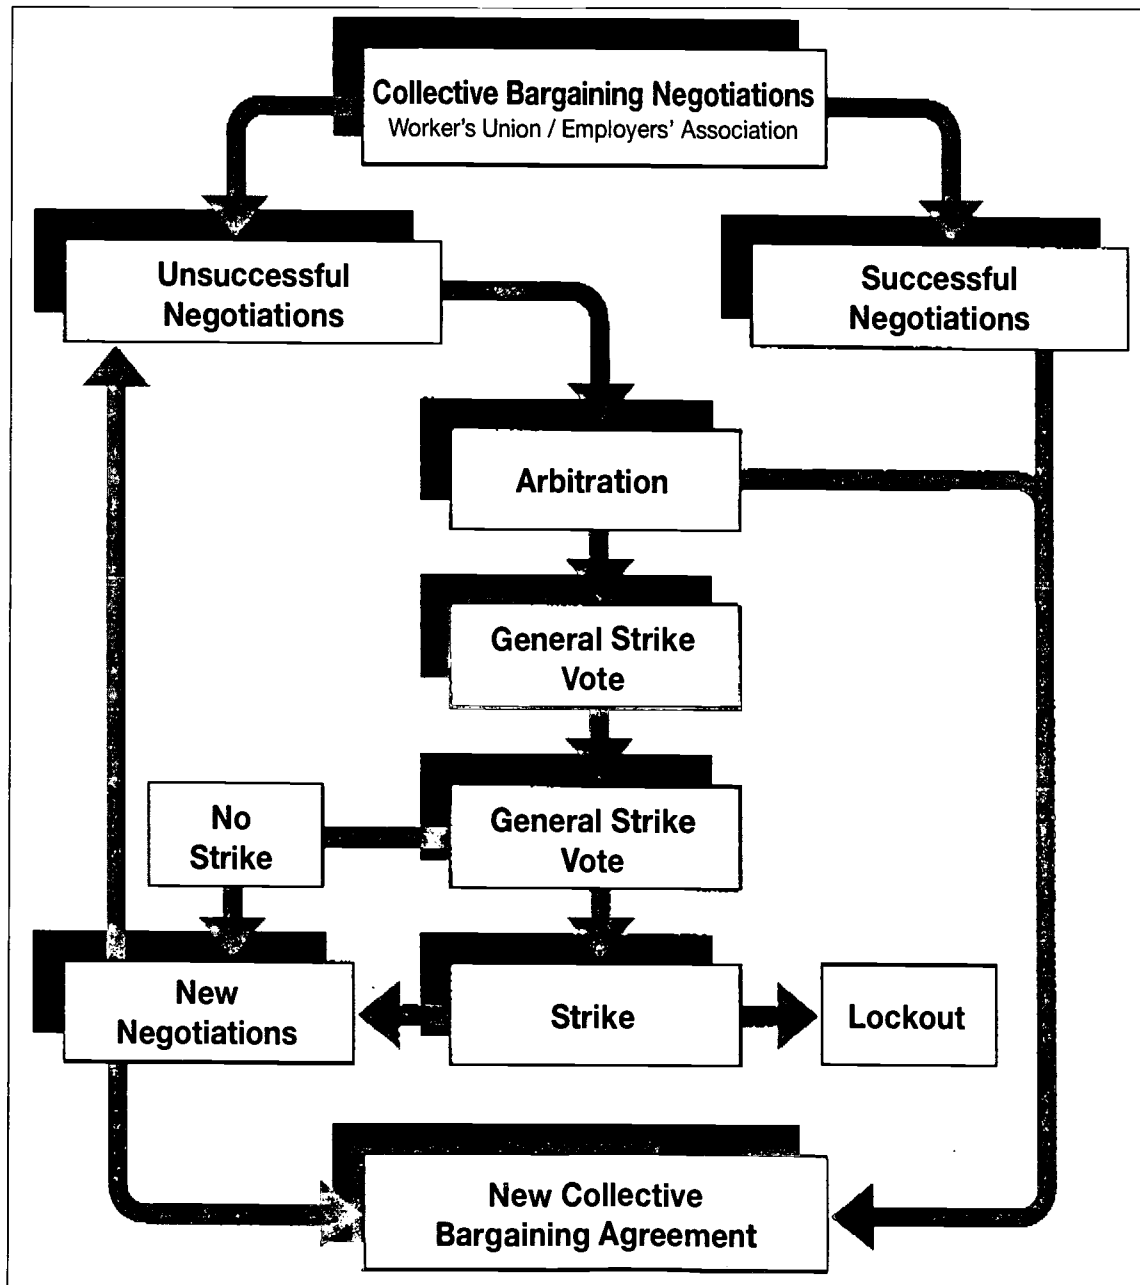 Collective Bargaining Negotiations
Worker's Union / Employers' Association
Unsuccessful
Negotiations
Successful
Negotiations
Arbitration
General Strike
Vote
No
Strike
General Strike
Vote
New
Negotiations
Strike
Lockout
New Collective
Bargaining Agreement